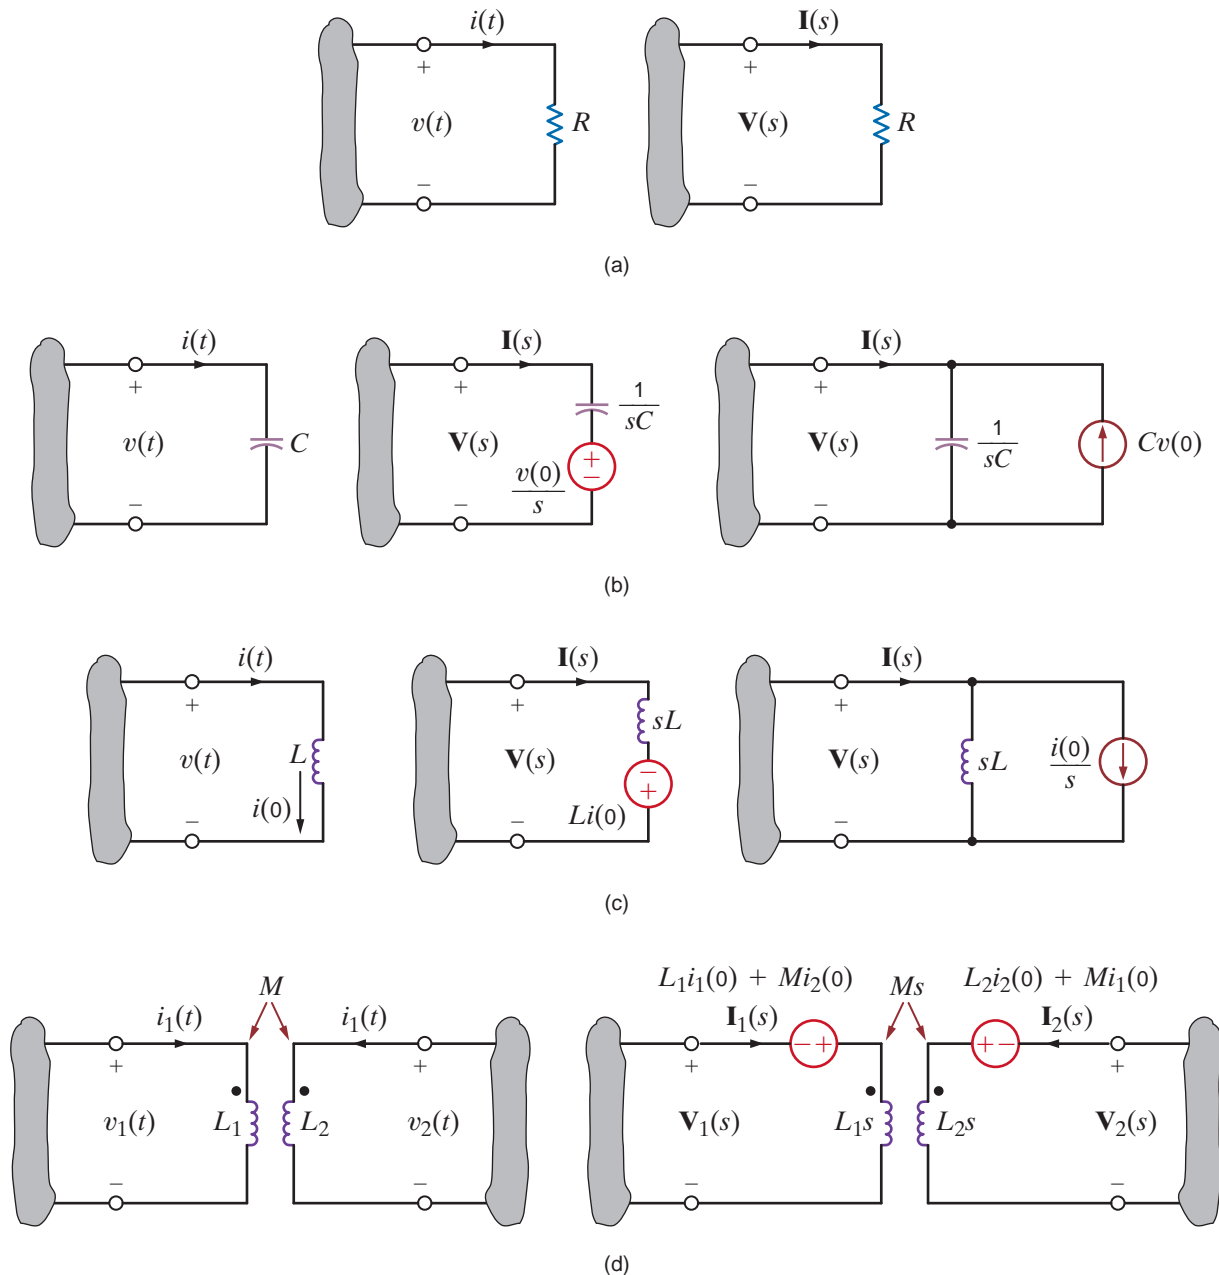 i(t) I(s)
+ +
v(t) R V(s) R
− −
(a)
i(t) I(s) I(s)
+ + +
v(t) C V(s) 1/sC V(s) 1/sC Cv(0)
+
−
v(0)/s
− − −
(b)
i(t) I(s) I(s)
+ + +
v(t) L V(s) sL V(s) sL i(0)/s
i(0) − + Li(0)
− − −
(c)
M L1i1(0) + Mi2(0) Ms L2i2(0) + Mi1(0)
i1(t) i1(t) I1(s) I2(s)
− + + −
+ + + +
v1(t) L1 L2 v2(t) V1(s) L1s L2s V2(s)
− − − −
(d)